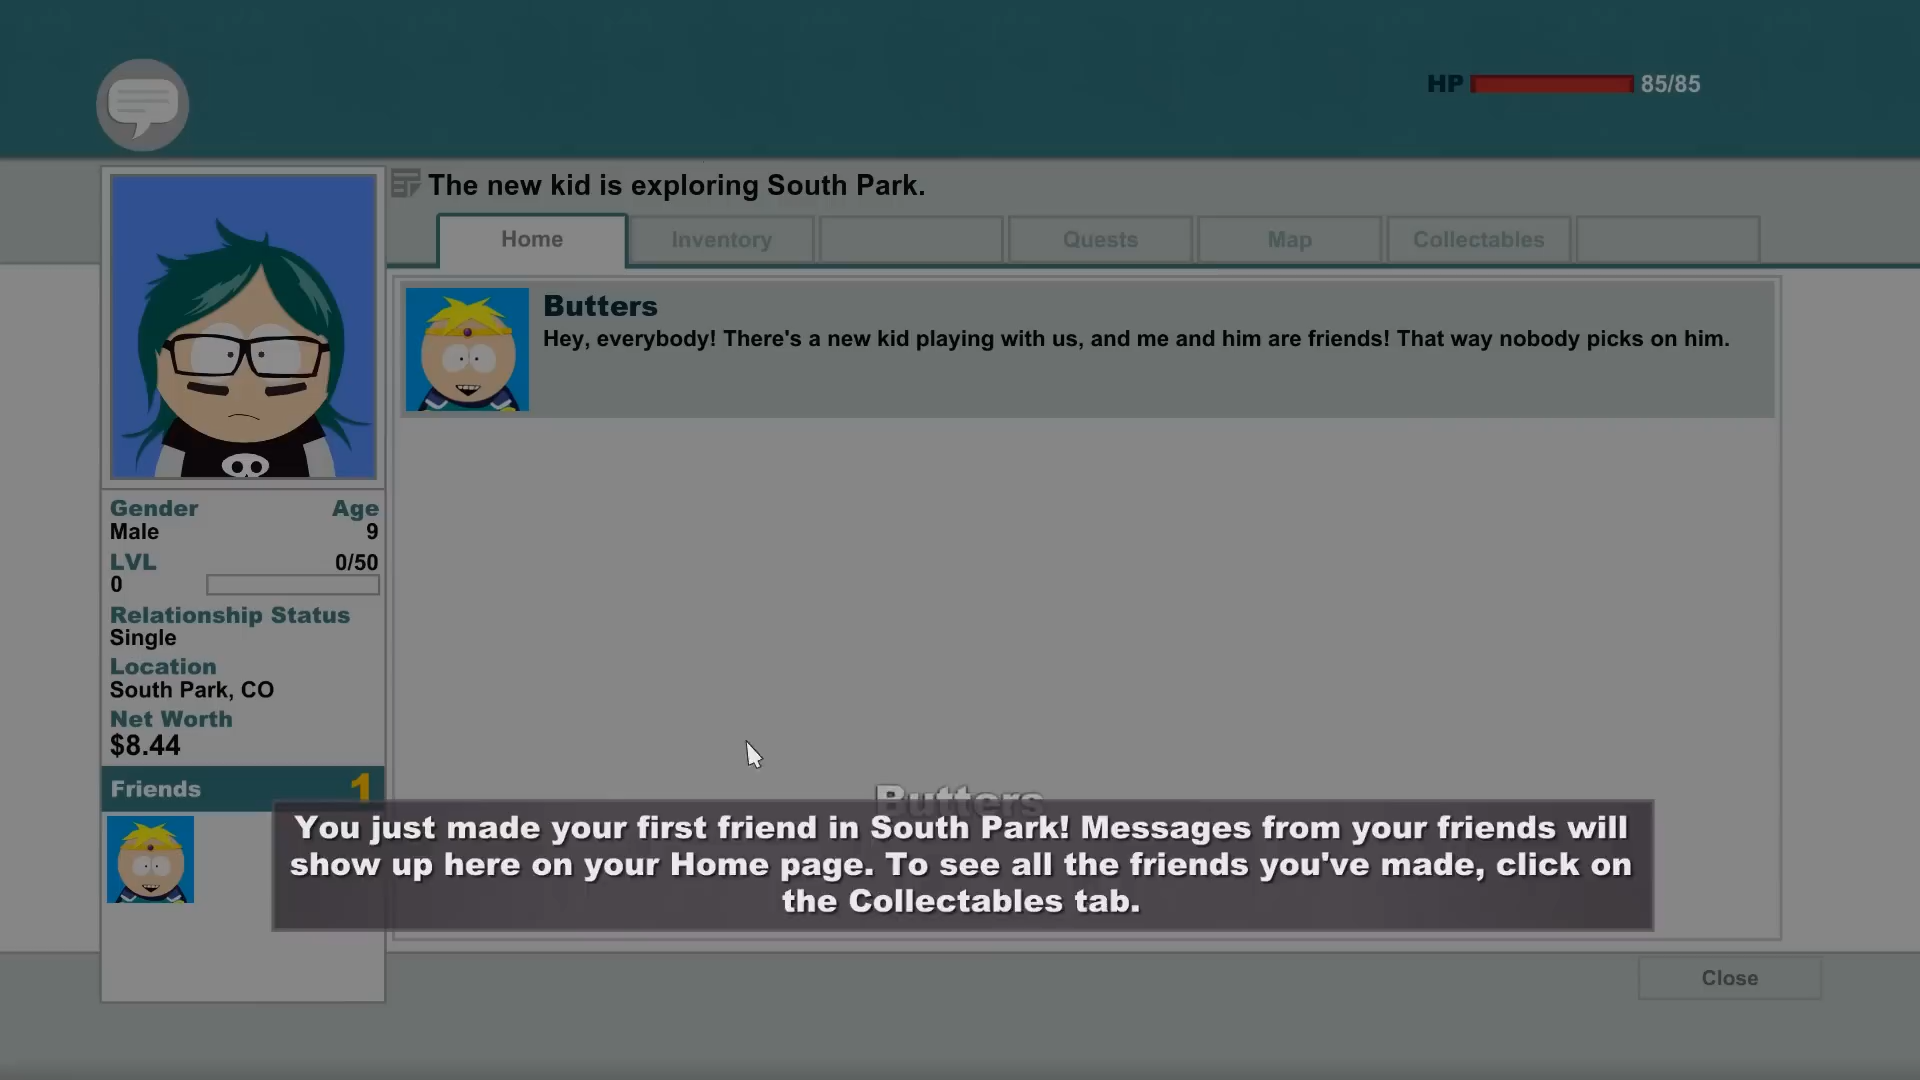 HP 85/85
The new kid is exploring South Park.
Home Inventory Quests Map Collectables
Butters
Hey, everybody! There's a new kid playing with us, and me and him are friends! That way nobody picks on him.
Gender Age
Male 9
LVL 0/50
0
Relationship Status
Single
Location
South Park, CO
Net Worth
$8.44
Friends 1
Butters
You just made your first friend in South Park! Messages from your friends will
show up here on your Home page. To see all the friends you've made, click on
the Collectables tab.
Close